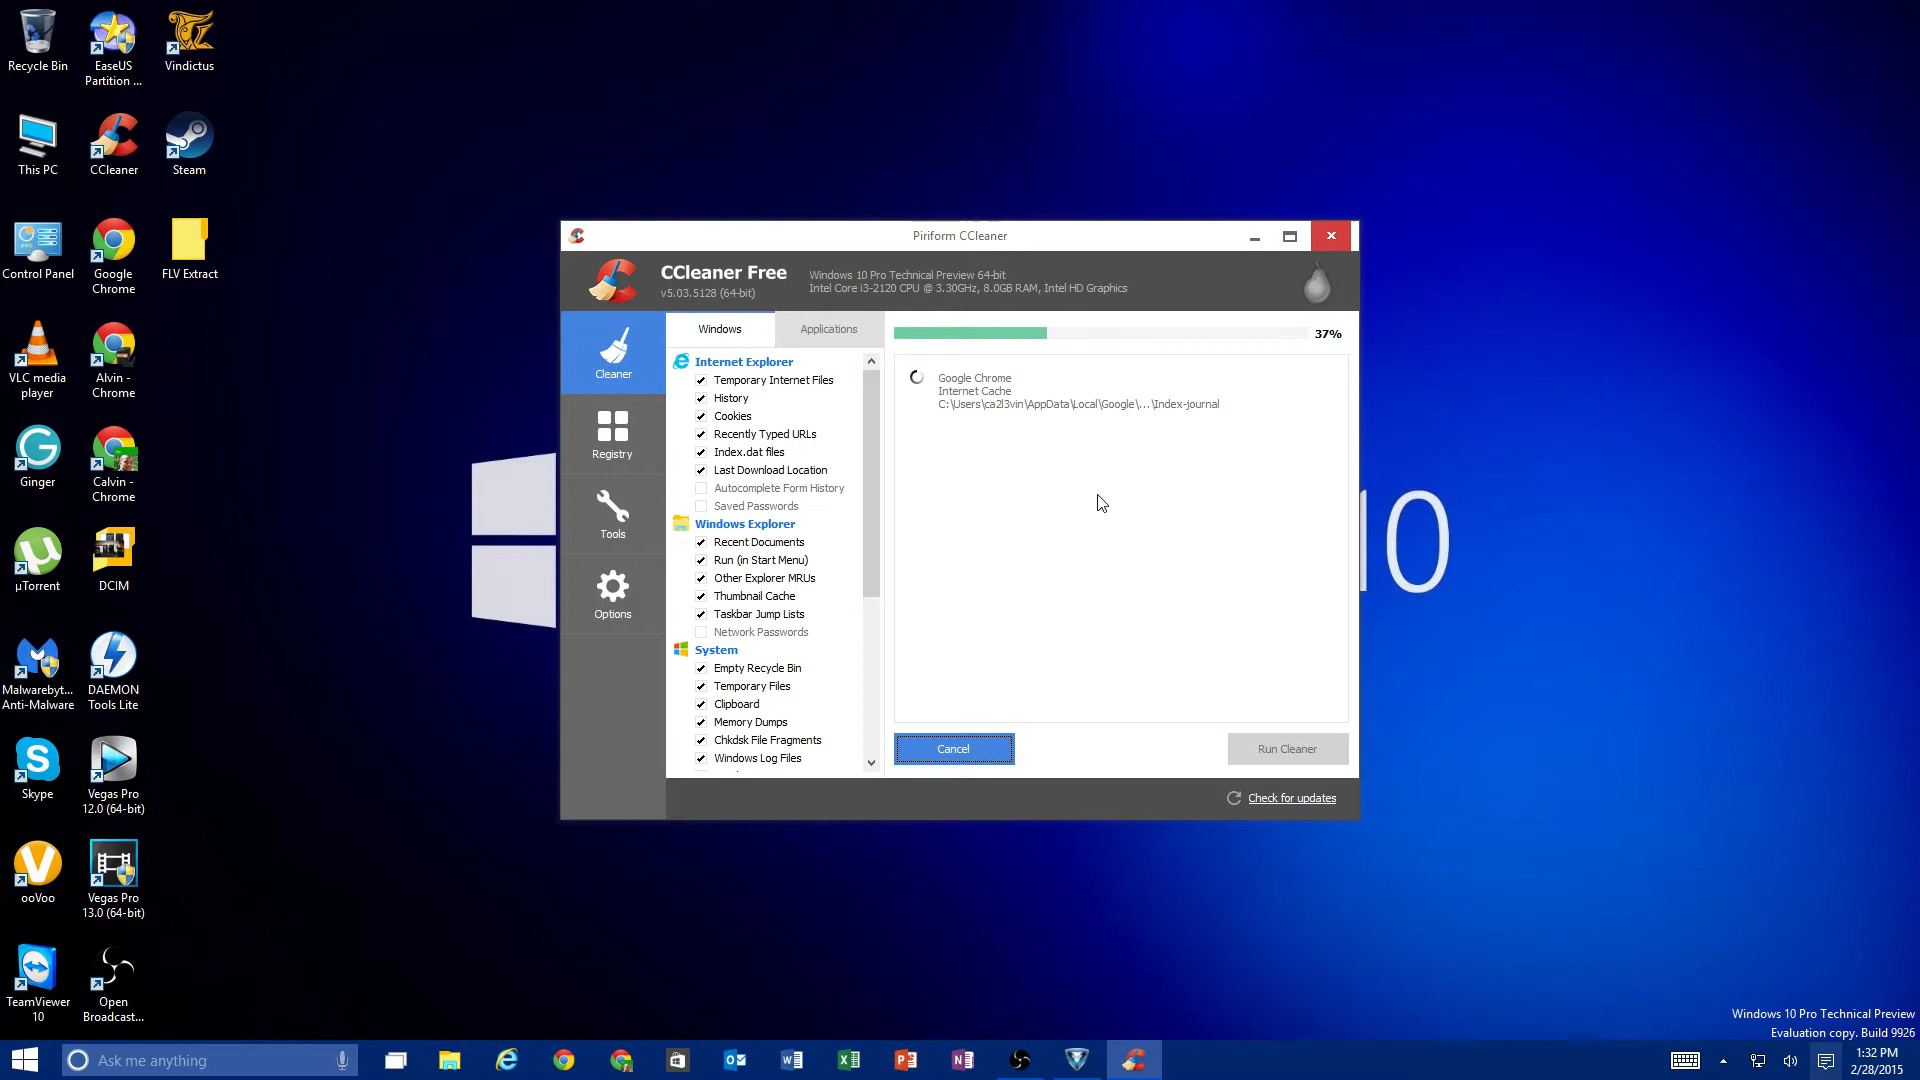 Recycle Bin
EaseUS
Partition ...
Vindictus
This PC
CCleaner
Steam
Control Panel
Google
Chrome
FLV Extract
VLC media
player
Alvin -
Chrome
Ginger
Calvin -
Chrome
µTorrent
DCIM
Malwareby...
Anti-Malware
DAEMON
Tools Lite
Skype
Vegas Pro
12.0 (64-bit)
ooVoo
Vegas Pro
13.0 (64-bit)
TeamViewer
10
Open
Broadcast...
Piriform CCleaner
CCleaner Free
v5.03.5128 (64-bit)
Windows 10 Pro Technical Preview 64-bit
Intel Core i3-2120 CPU @ 3.30GHz, 8.0GB RAM, Intel HD Graphics
Cleaner
Registry
Tools
Options
Windows
Applications
Internet Explorer
Temporary Internet Files
History
Cookies
Recently Typed URLs
Index.dat files
Last Download Location
Autocomplete Form History
Saved Passwords
Windows Explorer
Recent Documents
Run (in Start Menu)
Other Explorer MRUs
Thumbnail Cache
Taskbar Jump Lists
Network Passwords
System
Empty Recycle Bin
Temporary Files
Clipboard
Memory Dumps
Chkdsk File Fragments
Windows Log Files
37%
Google Chrome
Internet Cache
C:\Users\ca2l3vin\AppData\Local\Google\...\Index-journal
Cancel
Run Cleaner
Check for updates
10
Windows 10 Pro Technical Preview
Evaluation copy. Build 9926
Ask me anything
1:32 PM
2/28/2015